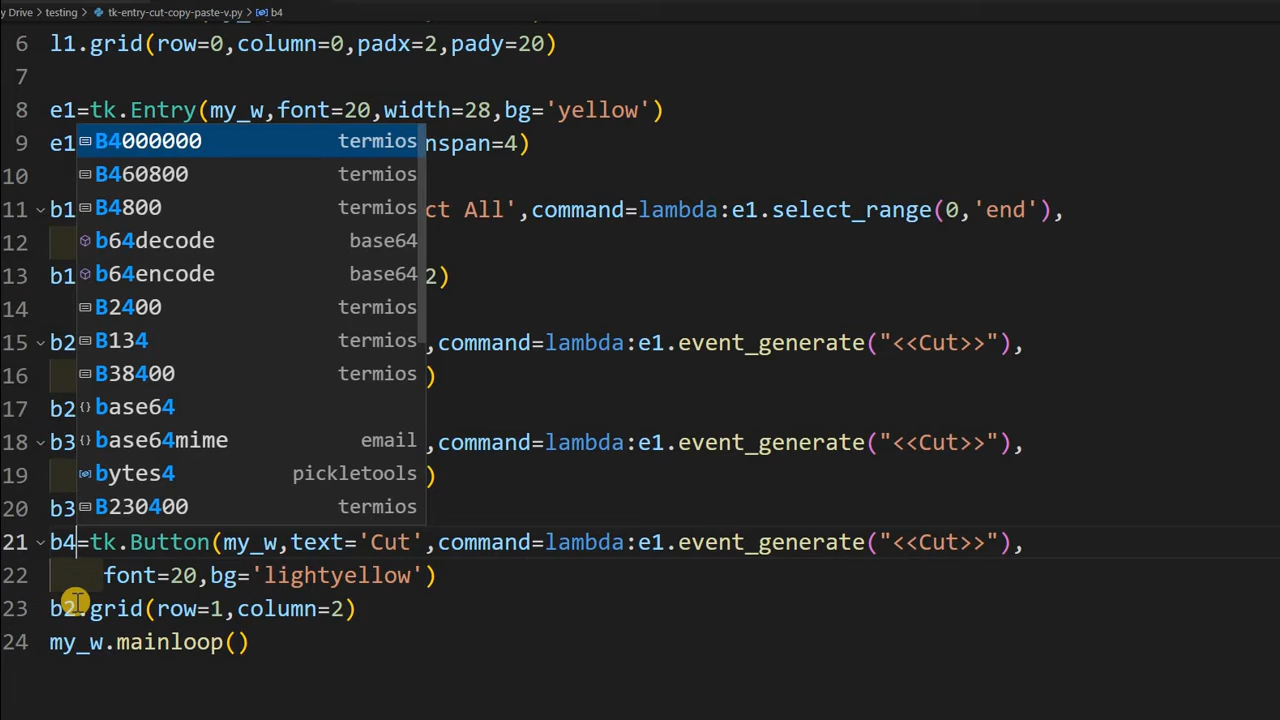 y Drive > testing > tk-entry-cut-copy-paste-v.py > b4
6 l1.grid(row=0,column=0,padx=2,pady=20)
7
8 e1=tk.Entry(my_w,font=20,width=28,bg='yellow')
9 e1 nspan=4)
B4000000 termios
10
B460800 termios
11 b1 ct All',command=lambda:e1.select_range(0,'end'),
B4800 termios
12
b64decode base64
13 b1 2)
b64encode base64
14
B2400 termios
15 b2 ,command=lambda:e1.event_generate("<<Cut>>"),
B134 termios
16 )
B38400 termios
17 b2
base64
18 b3 ,command=lambda:e1.event_generate("<<Cut>>"),
base64mime email
19 )
bytes4 pickletools
20 b3
B230400 termios
21 b4=tk.Button(my_w,text='Cut',command=lambda:e1.event_generate("<<Cut>>"),
22 font=20,bg='lightyellow')
23 b2.grid(row=1,column=2)
24 my_w.mainloop()